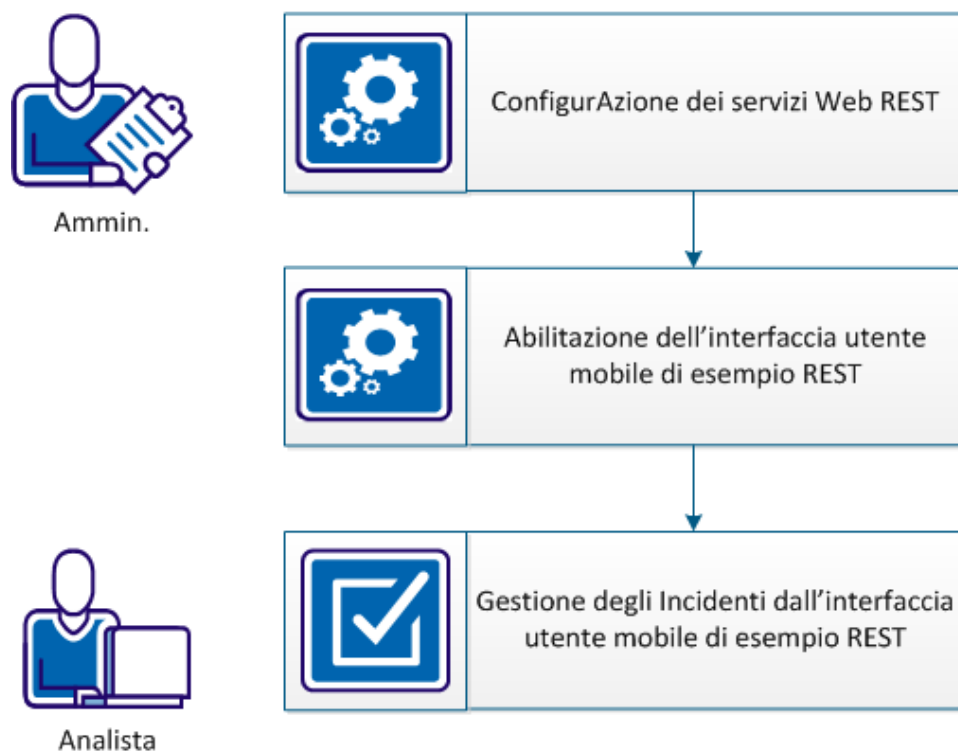 ConfigurAzione dei servizi Web REST
Ammin.
Abilitazione dell’interfaccia utente
mobile di esempio REST
Gestione degli Incidenti dall’interfaccia
utente mobile di esempio REST
Analista